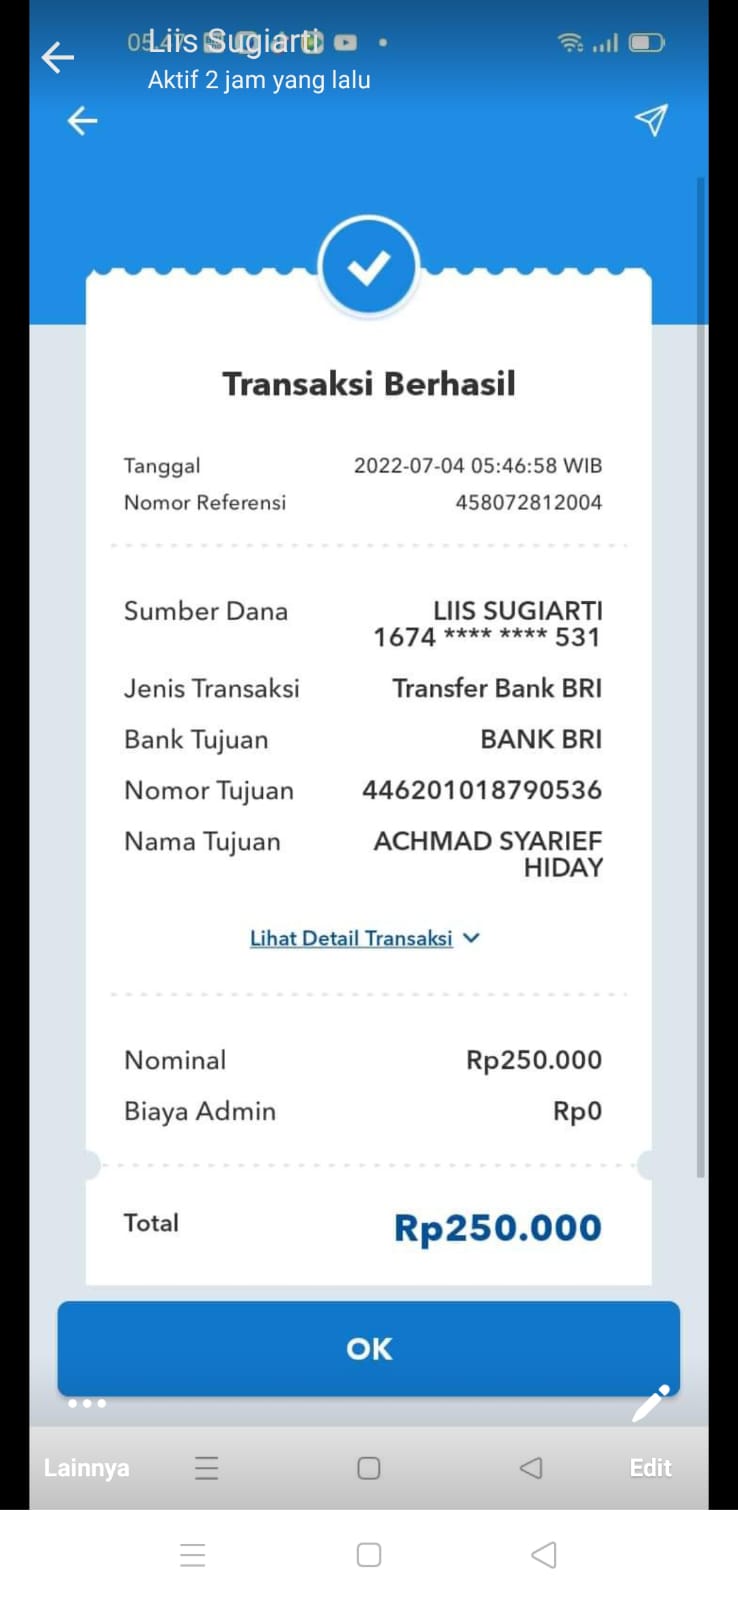 05.47
Liis Sugiarti
Aktif 2 jam yang lalu
Transaksi Berhasil
Tanggal 2022-07-04 05:46:58 WIB
Nomor Referensi 458072812004
Sumber Dana LIIS SUGIARTI
1674 **** **** 531
Jenis Transaksi Transfer Bank BRI
Bank Tujuan BANK BRI
Nomor Tujuan 446201018790536
Nama Tujuan ACHMAD SYARIEF
HIDAY
Lihat Detail Transaksi
Nominal Rp250.000
Biaya Admin Rp0
Total Rp250.000
OK
Lainnya Edit